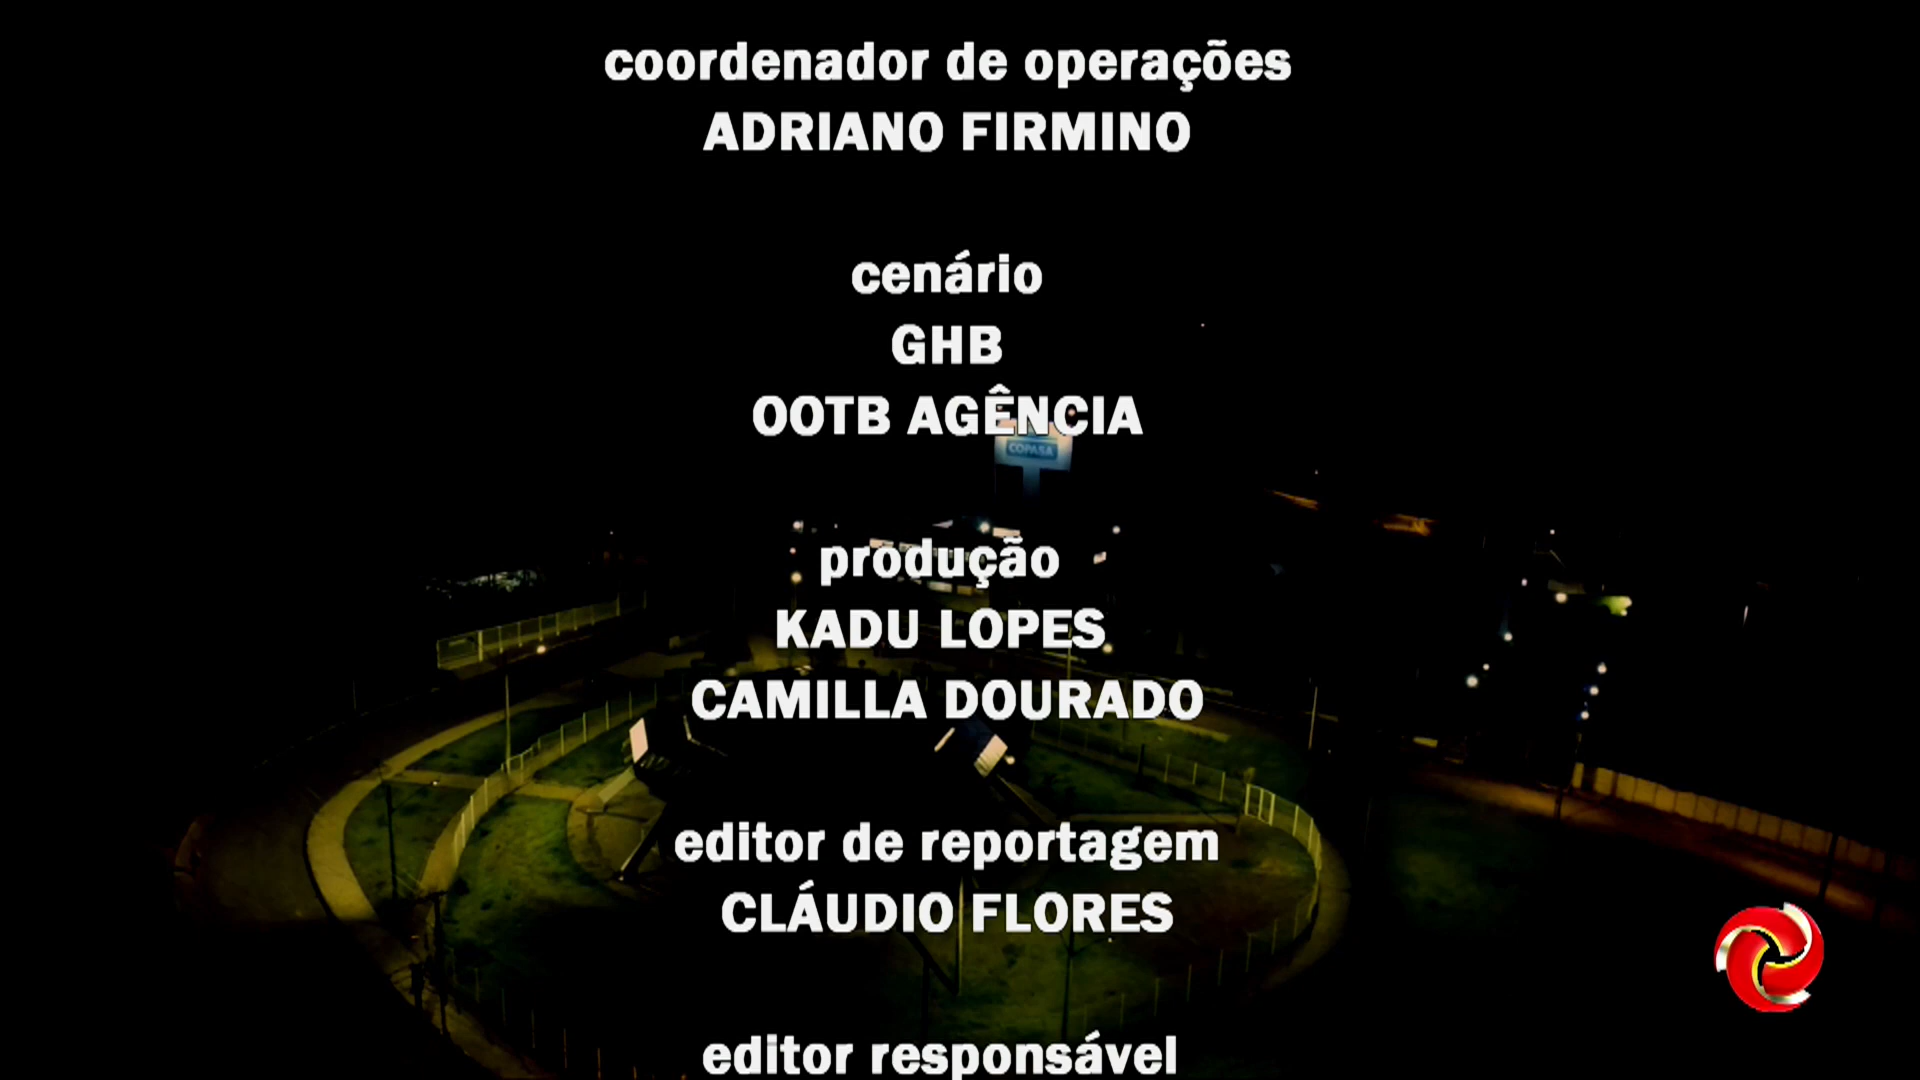 coordenador de operações
ADRIANO FIRMINO
cenário
GHB
OOTB AGÊNCIA
COPASA
produção
KADU LOPES
CAMILLA DOURADO
editor de reportagem
CLÁUDIO FLORES
editor responsável